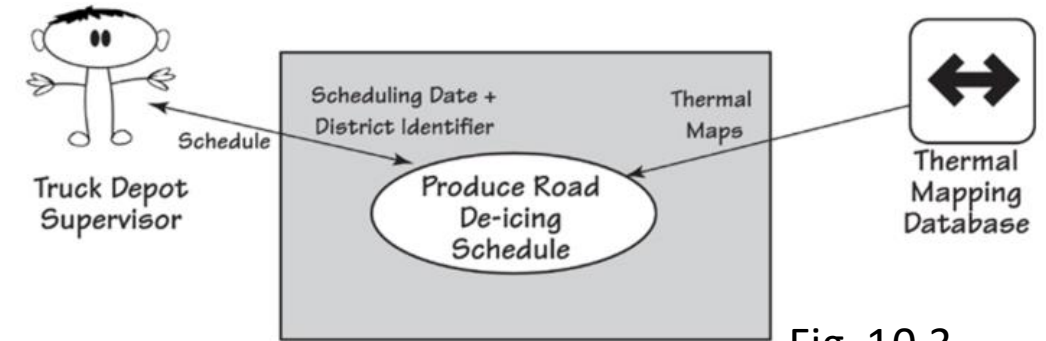 Scheduling Date +
District Identifier
Thermal
Maps
Schedule
Truck Depot
Supervisor
Produce Road
De-icing
Schedule
Thermal
Mapping
Database